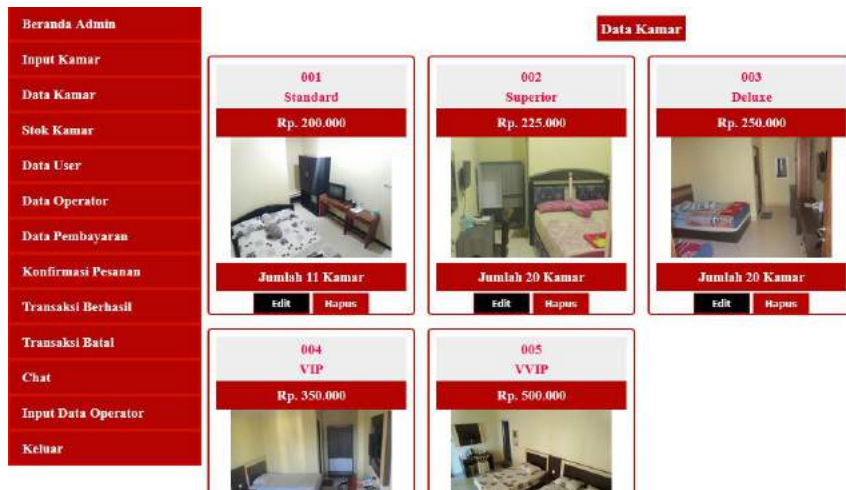 Beranda Admin
Input Kamar
Data Kamar
Stok Kamar
Data User
Data Operator
Data Pembayaran
Konfirmasi Pesanan
Transaksi Berhasil
Transaksi Batal
Chat
Input Data Operator
Keluar
Data Kamar
001
Standard
Rp. 200.000
Jumlah 11 Kamar
Edit Hapus
002
Superior
Rp. 225.000
Jumlah 20 Kamar
Edit Hapus
003
Deluxe
Rp. 250.000
Jumlah 20 Kamar
Edit Hapus
004
VIP
Rp. 350.000
005
VVIP
Rp. 500.000